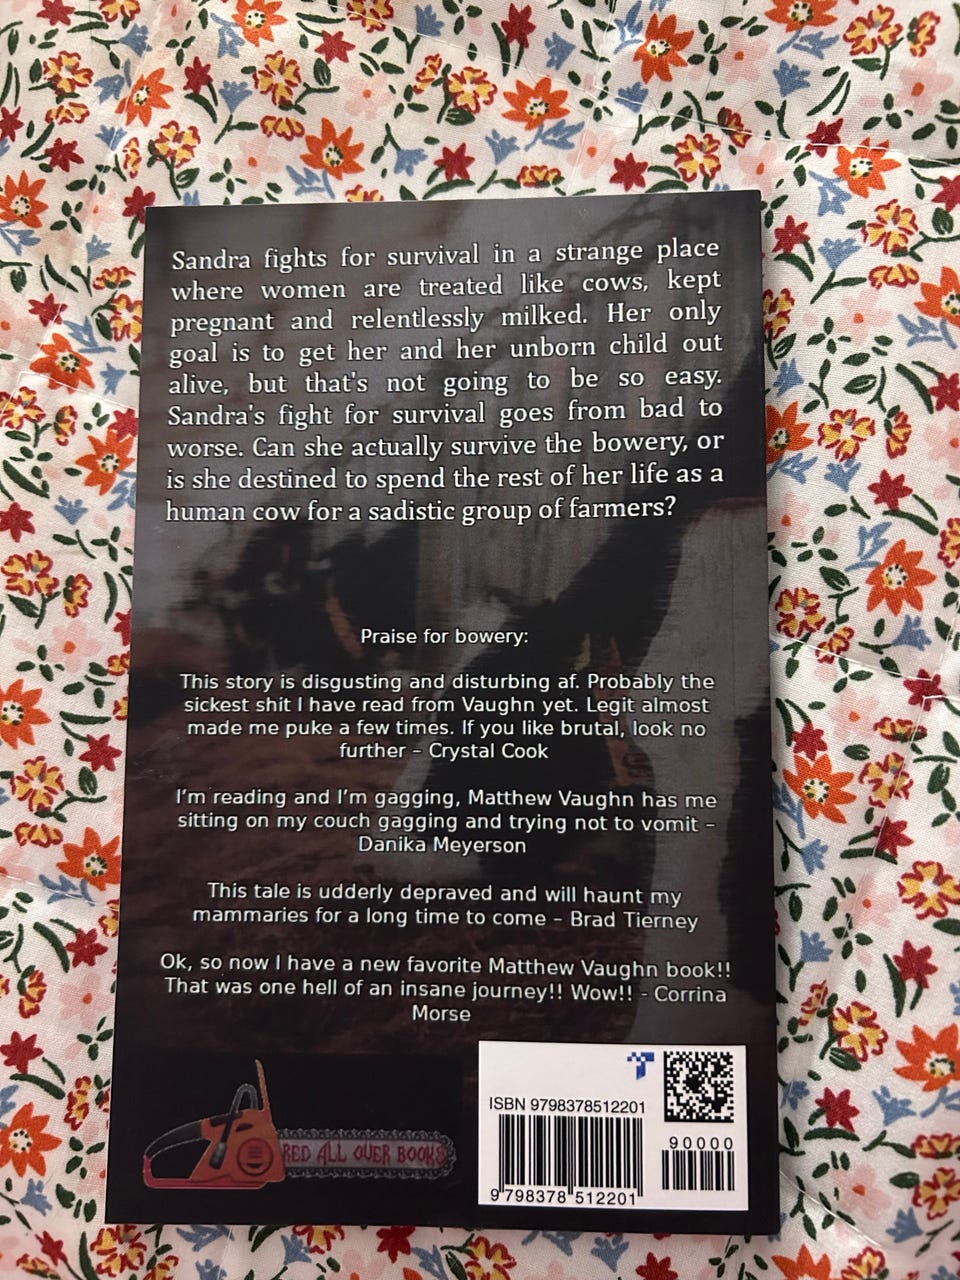 Sandra fights for survival in a strange place
where women are treated like cows, kept
pregnant and relentlessly milked. Her only
goal is to get her and her unborn child out
alive, but that's not going to be so easy.
Sandra's fight for survival goes from bad to
worse. Can she actually survive the bowery, or
is she destined to spend the rest of her life as a
human cow for a sadistic group of farmers?
Praise for bowery:
This story is disgusting and disturbing af. Probably the
sickest shit I have read from Vaughn yet. Legit almost
made me puke a few times. If you like brutal, look no
further – Crystal Cook
I'm reading and I'm gagging, Matthew Vaughn has me
sitting on my couch gagging and trying not to vomit –
Danika Meyerson
This tale is udderly depraved and will haunt my
mammaries for a long time to come – Brad Tierney
Ok, so now I have a new favorite Matthew Vaughn book!!
That was one hell of an insane journey!! Wow!! - Corrina
Morse
RED ALL OVER BOOKS
ISBN 9798378512201
90000
9 798378 512201